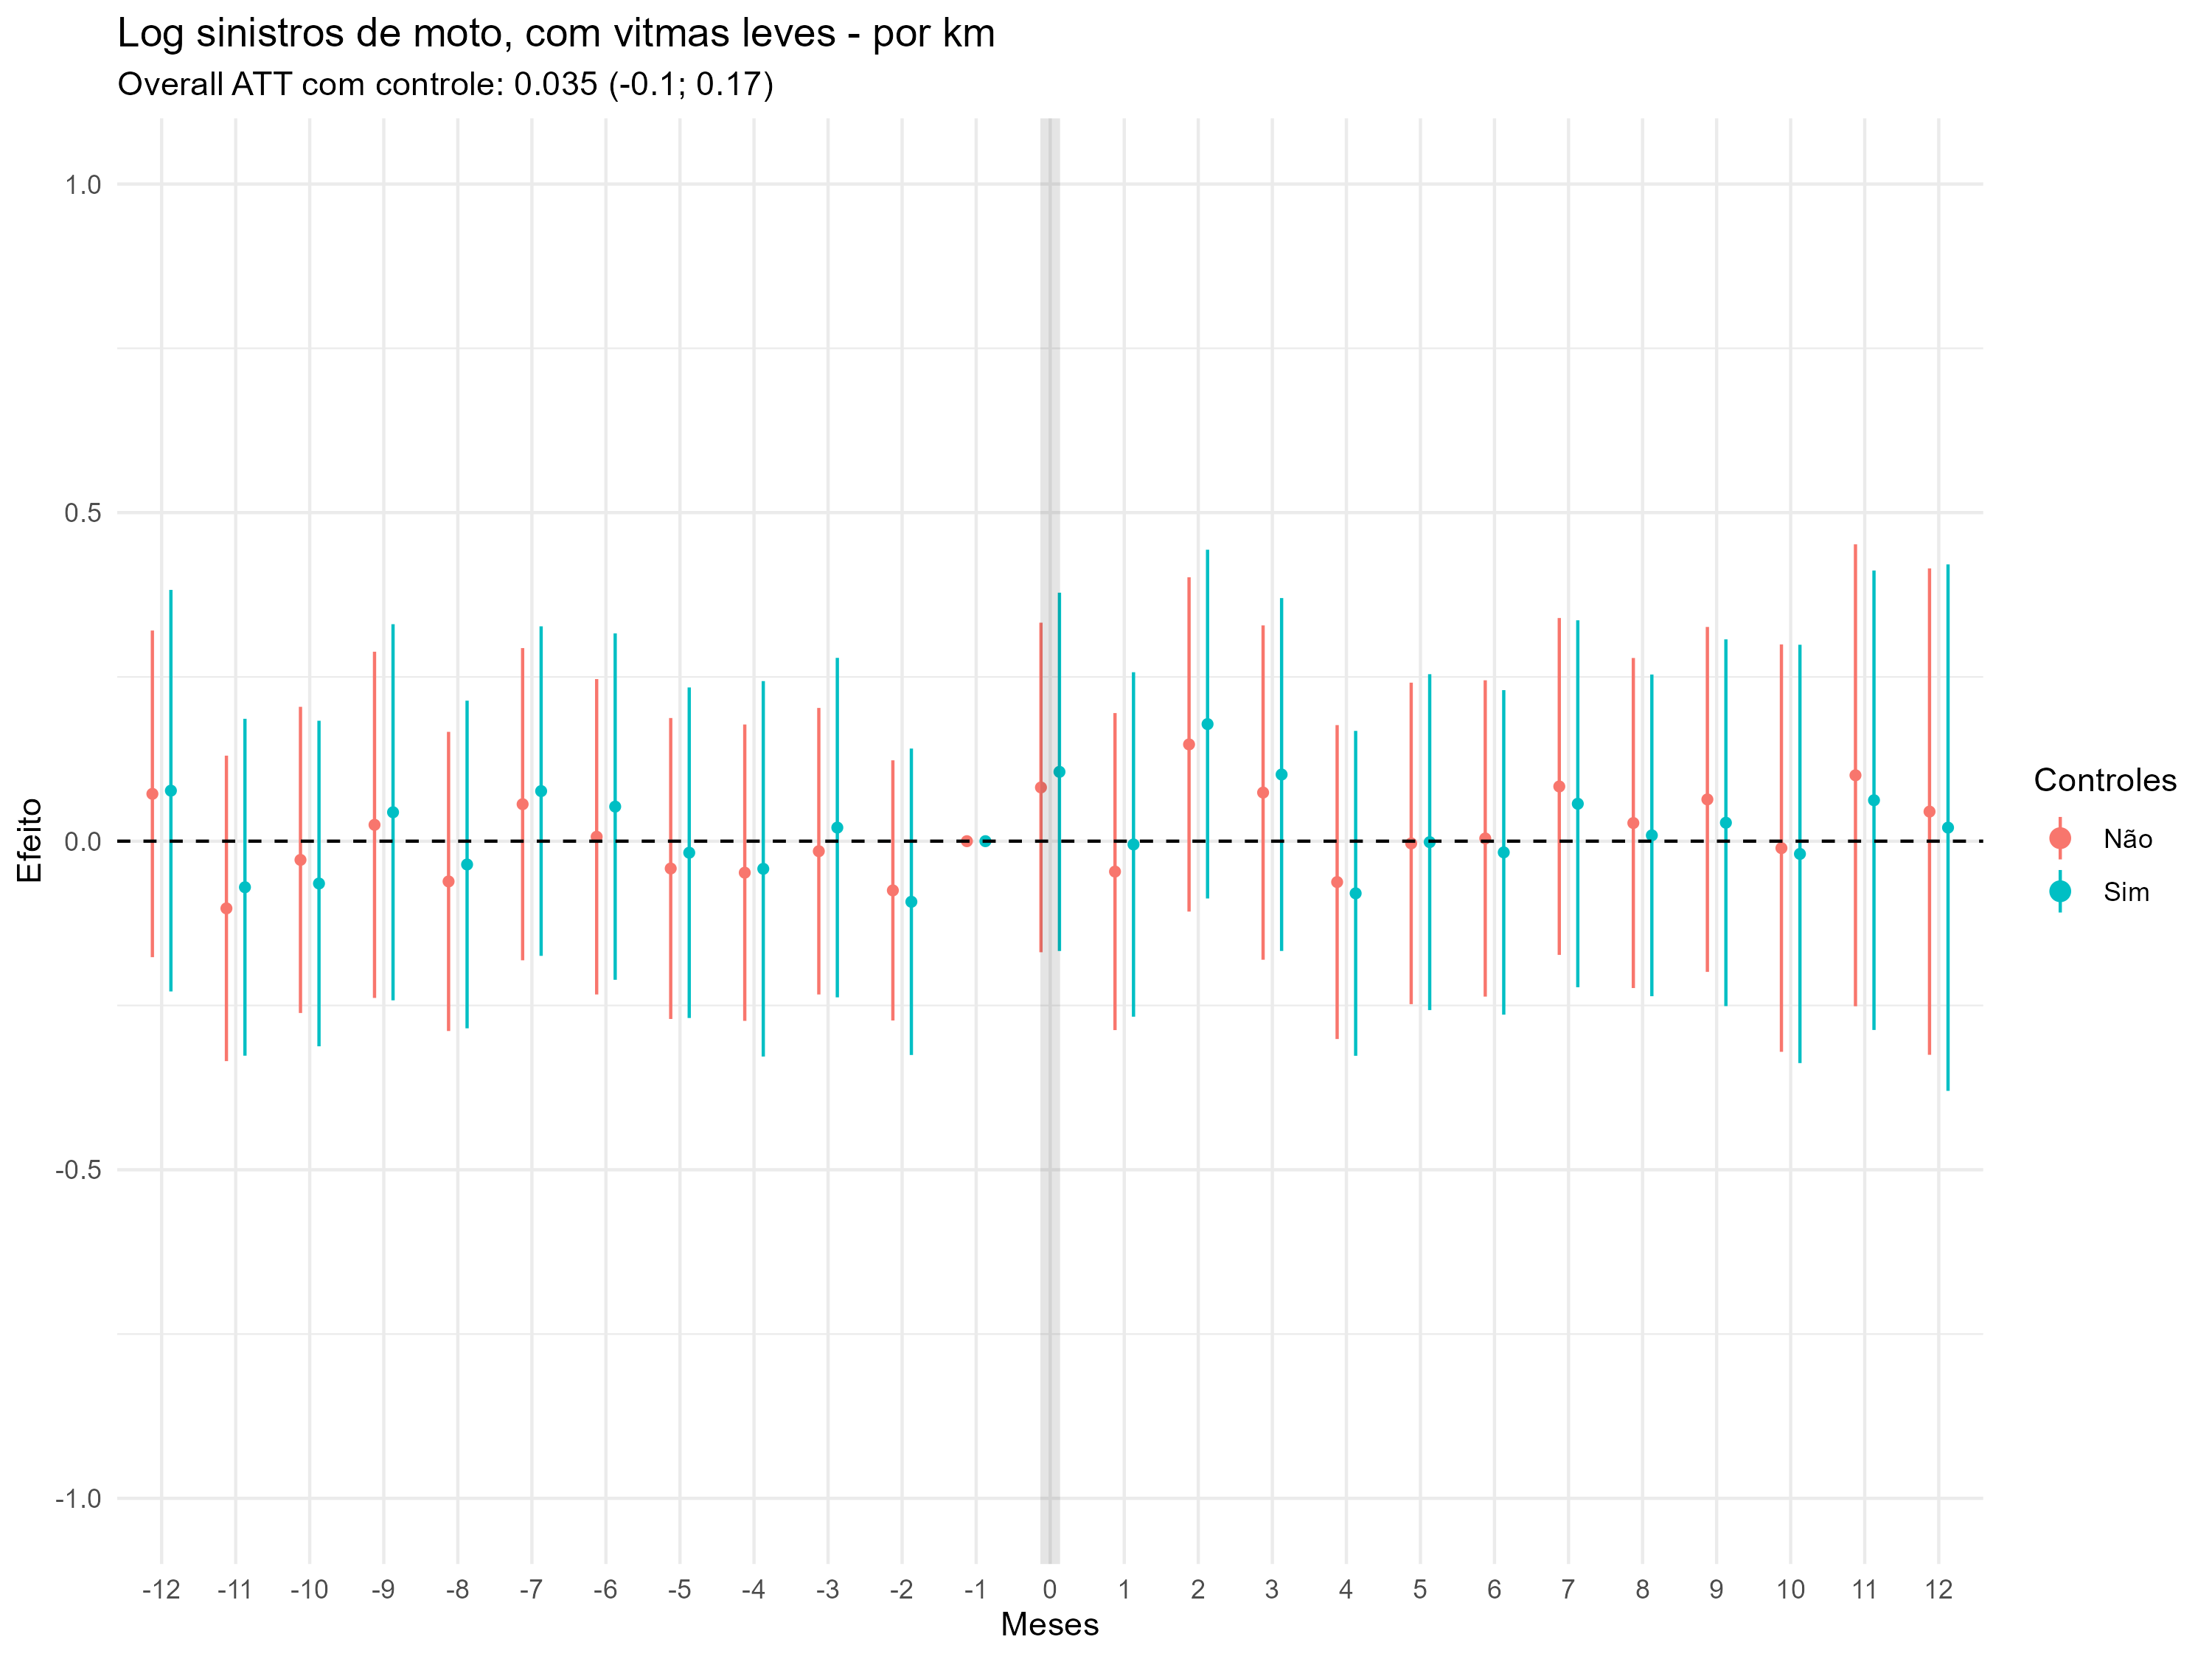 Log sinistros de moto, com vitmas leves - por km
Overall ATT com controle: 0.035 (-0.1; 0.17)
1.0
0.5
0.0
-0.5
-1.0
Efeito
-12 -11 -10 -9 -8 -7 -6 -5 -4 -3 -2 -1 0 1 2 3 4 5 6 7 8 9 10 11 12
Meses
Controles
Não
Sim